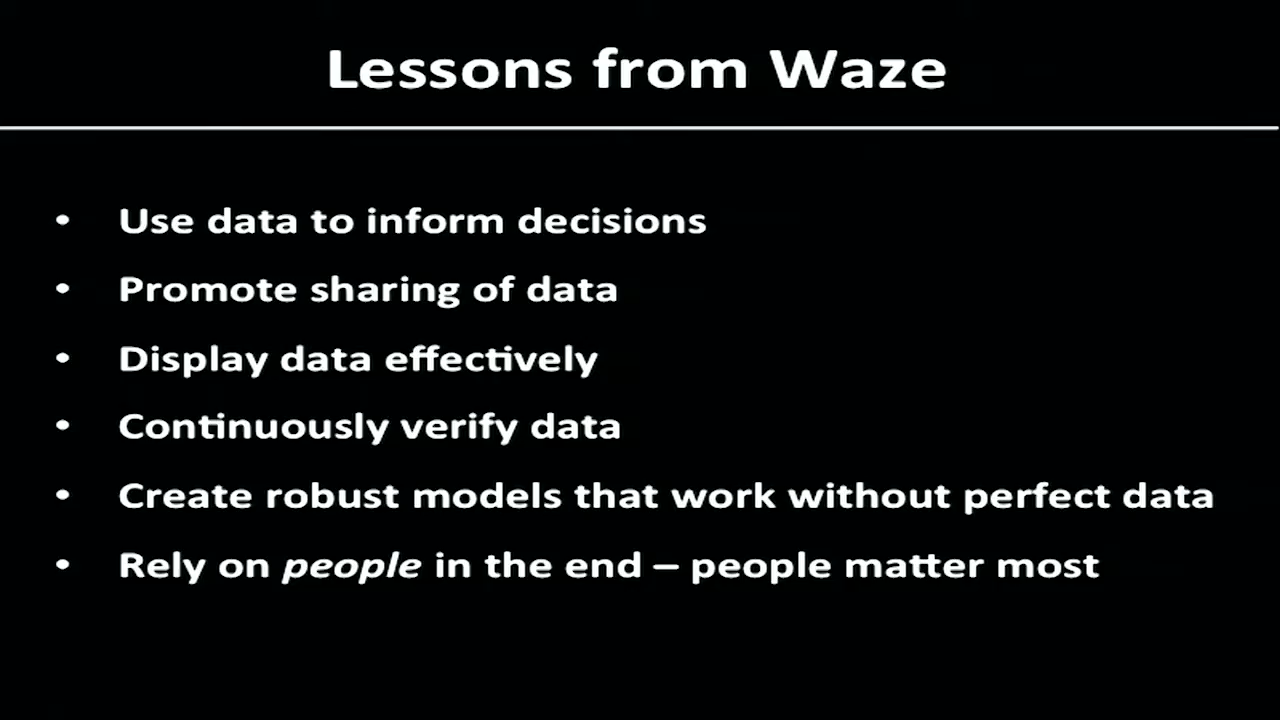 Lessons from Waze
• Use data to inform decisions
• Promote sharing of data
• Display data effectively
• Continuously verify data
• Create robust models that work without perfect data
• Rely on people in the end – people matter most